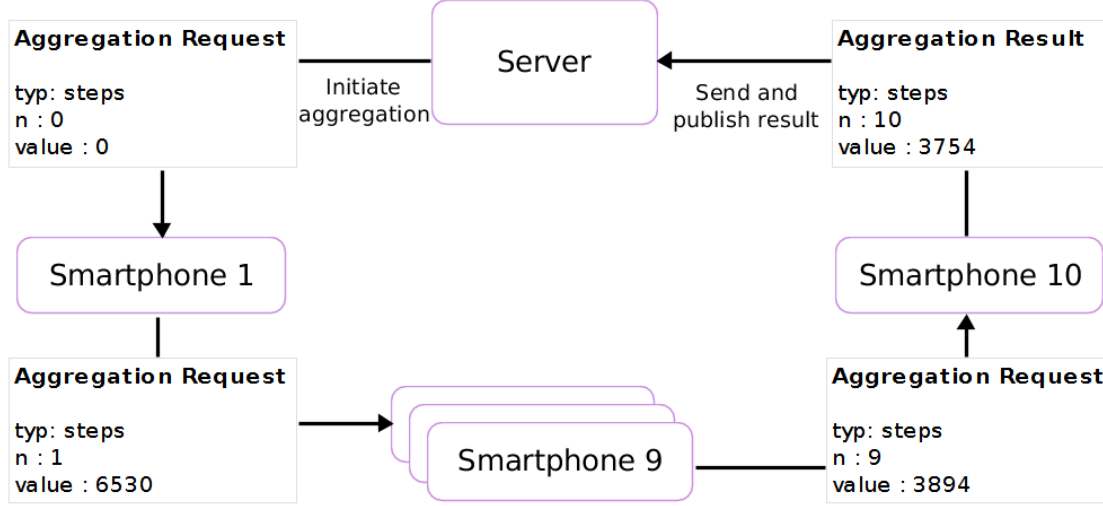 Aggregation Request
typ: steps
n : 0
value : 0
Initiate
aggregation
Server
Send and
publish result
Aggregation Result
typ: steps
n : 10
value : 3754
Smartphone 1
Smartphone 10
Aggregation Request
typ: steps
n : 1
value : 6530
Smartphone 9
Aggregation Request
typ: steps
n : 9
value : 3894